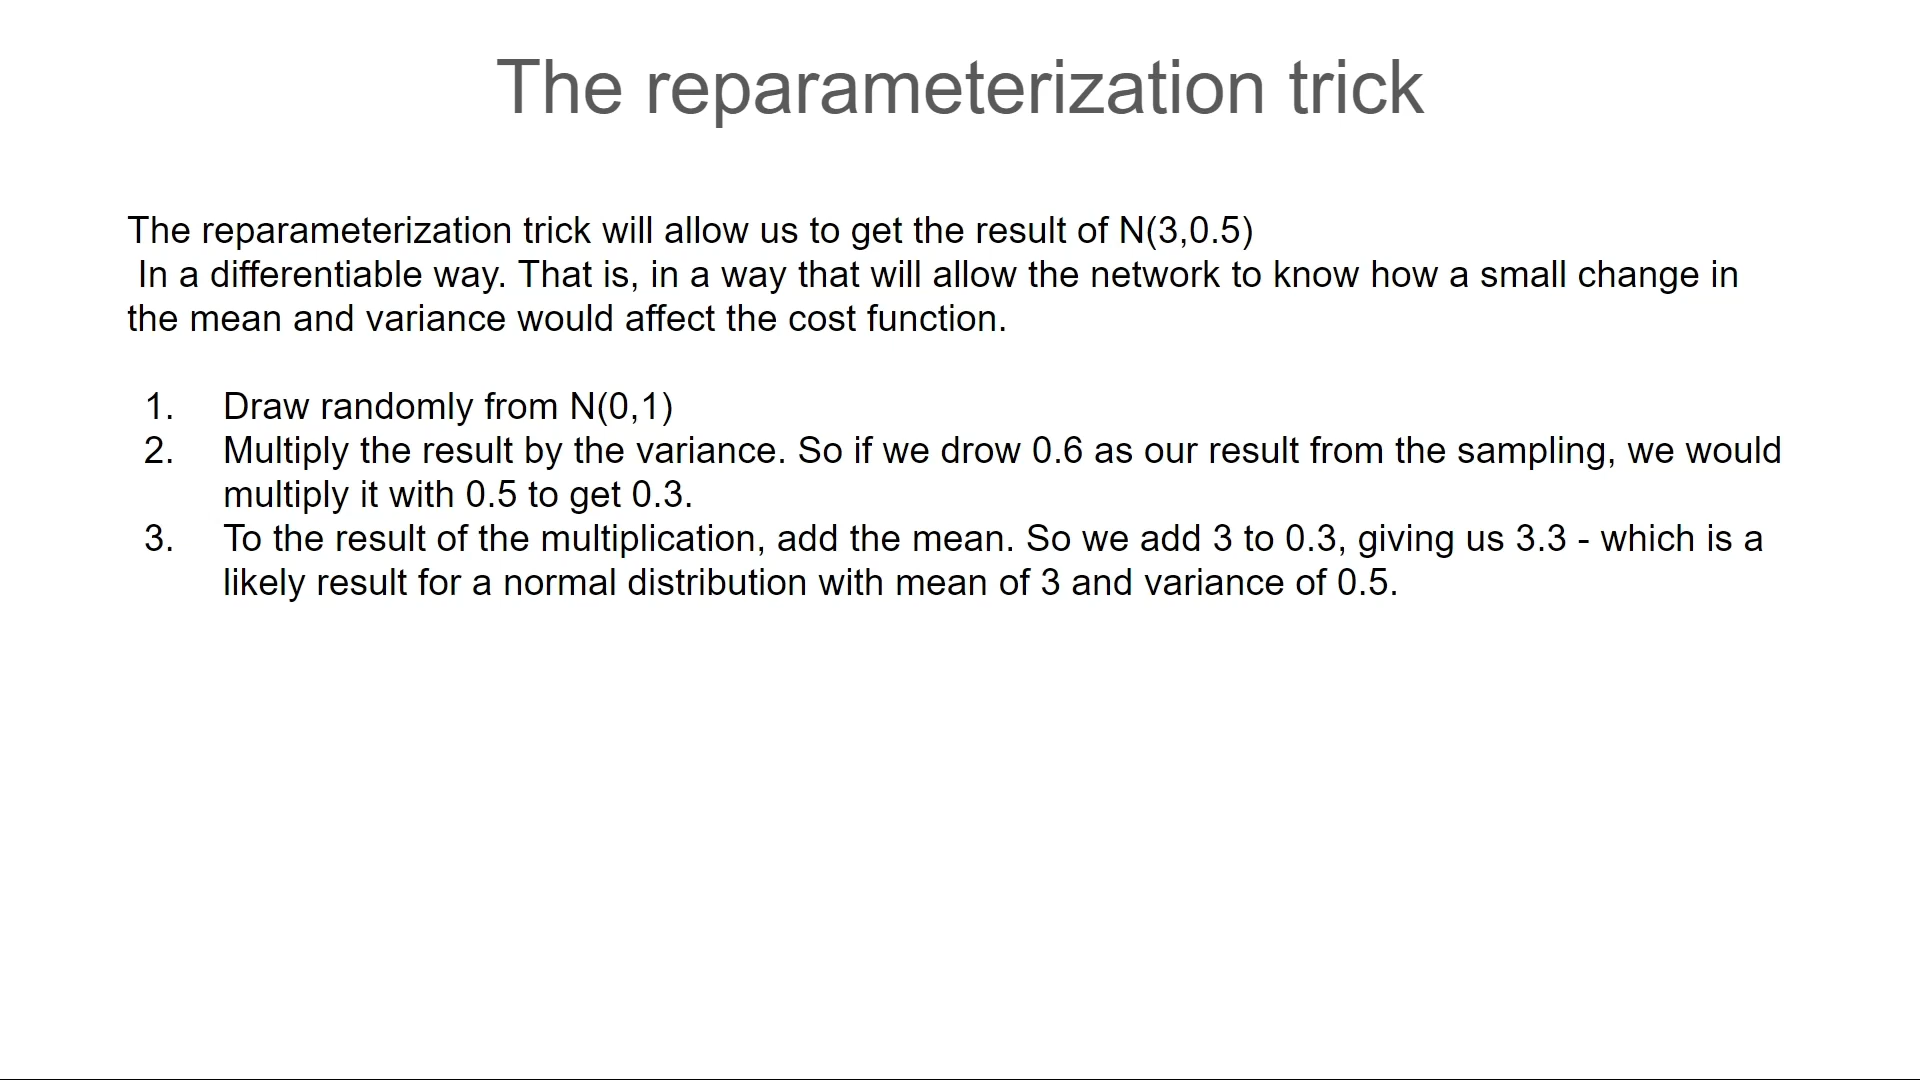 The reparameterization trick
The reparameterization trick will allow us to get the result of N(3,0.5)
In a differentiable way. That is, in a way that will allow the network to know how a small change in
the mean and variance would affect the cost function.
1. Draw randomly from N(0,1)
2. Multiply the result by the variance. So if we drow 0.6 as our result from the sampling, we would
multiply it with 0.5 to get 0.3.
3. To the result of the multiplication, add the mean. So we add 3 to 0.3, giving us 3.3 - which is a
likely result for a normal distribution with mean of 3 and variance of 0.5.